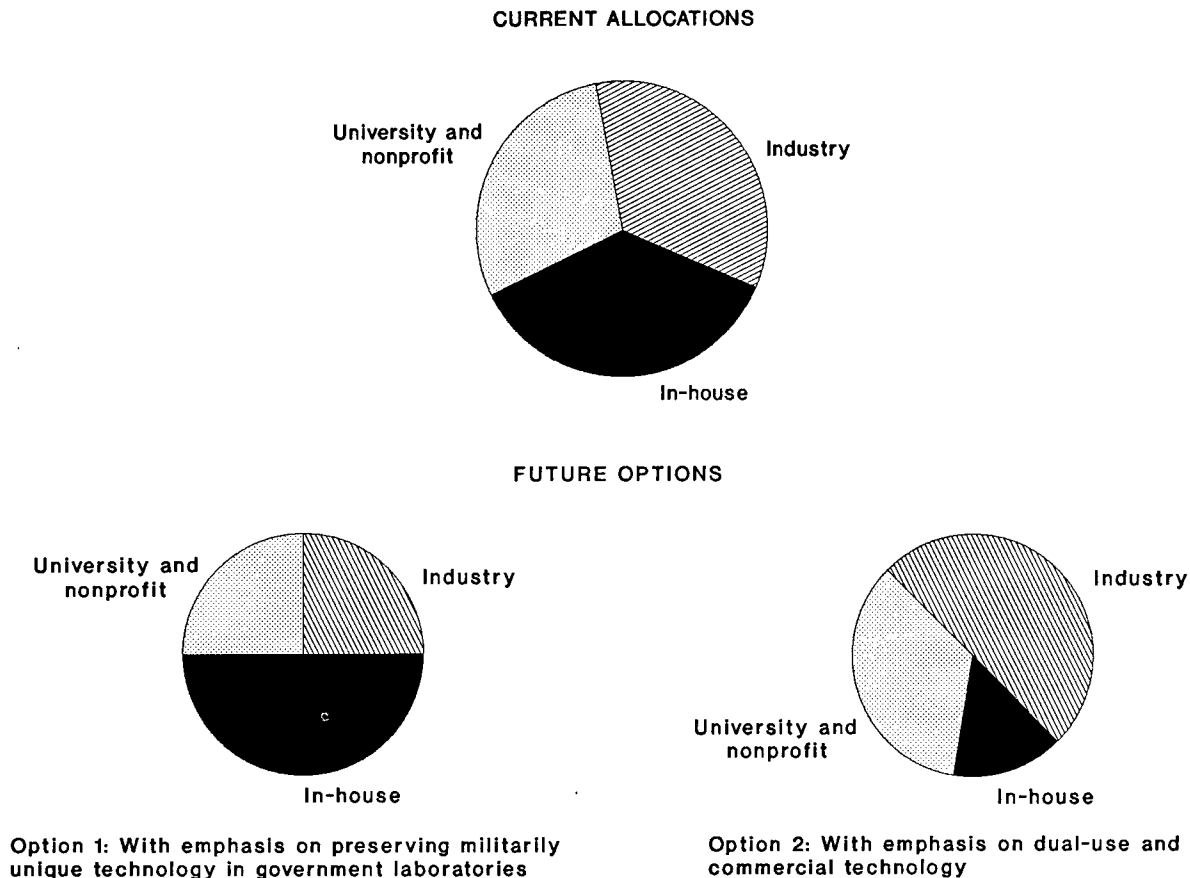 CURRENT ALLOCATIONS
University and
nonprofit
Industry
In-house
FUTURE OPTIONS
University and
nonprofit
Industry
c
In-house
Option 1: With emphasis on preserving militarily
unique technology in government laboratories
Industry
University and
nonprofit
In-house
Option 2: With emphasis on dual-use and
commercial technology